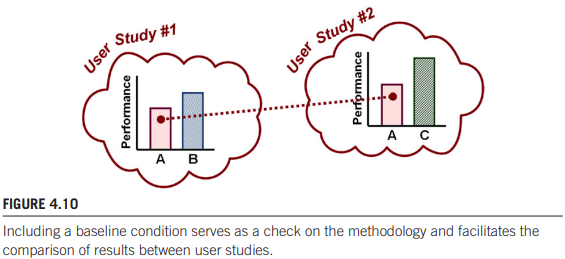 User Study #1
Performance
A B
User Study #2
Performance
A C
FIGURE 4.10
Including a baseline condition serves as a check on the methodology and facilitates the
comparison of results between user studies.